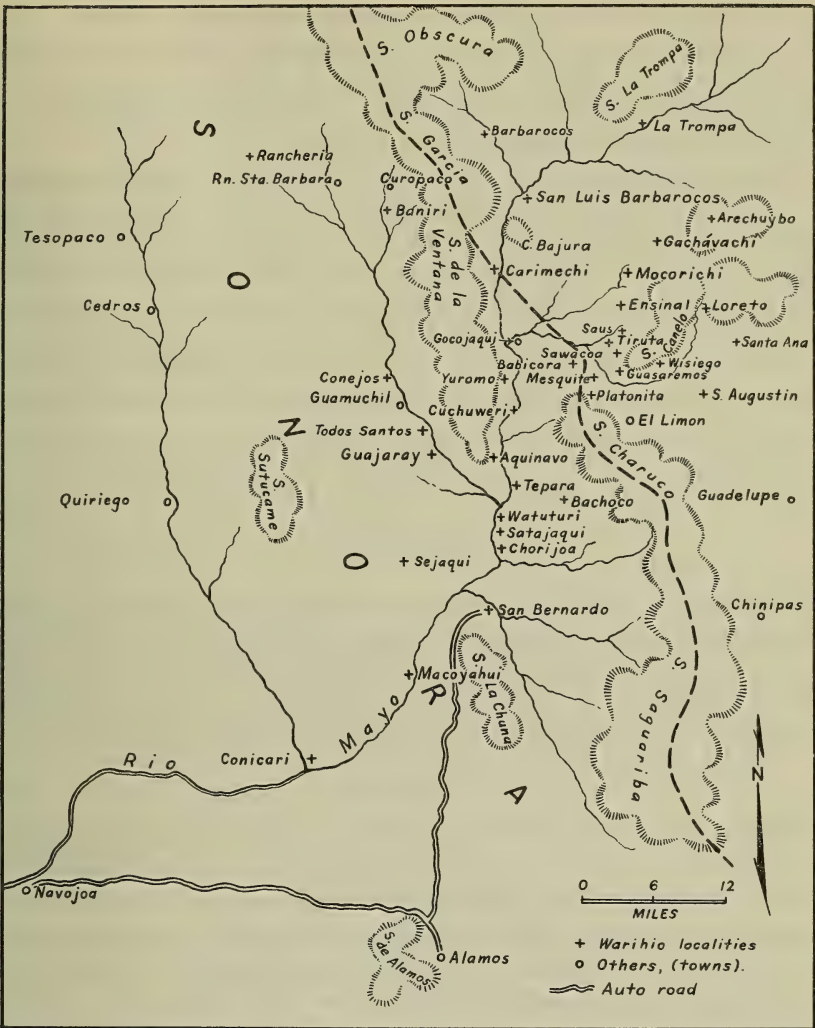 S. Obscura
S. La Trompa
S. Garcia
Barbarocos
La Trompa
S
O
N
O
R
A
Rancheria
Rn. Sta. Barbara
Curopaco
Baniri
San Luis Barbarocos
Arechuybo
Gachávachi
C. Bajura
S. de la
Ventana
Tesopaco
Carimechi
Mocorichi
Cedros
Ensinal
Loreto
Gocojaqui
Saus
Tiruta
S. Canelo
Santa Ana
Sawacoa
Babicora
Wisiego
Guasaremos
Conejos
Yuromo
Mesquite
Guamuchil
Cuchuweri
Platonita
S. Augustin
El Limon
Todos Santos
Guajaray
Aquinavo
S. Charuco
S.
Sutucame
Quiriego
Tepara
Bachoco
Guadelupe
Watuturi
Satajaqui
Chorijoa
Sejaqui
San Bernardo
Chinipas
Macoyahui
S.
La Chuna
S.
Saguariba
Rio Mayo
Conicari
N
Navojoa
S.
de Alamos
Alamos
0 6 12
MILES
+ Warihio localities
o Others, (towns).
Auto road